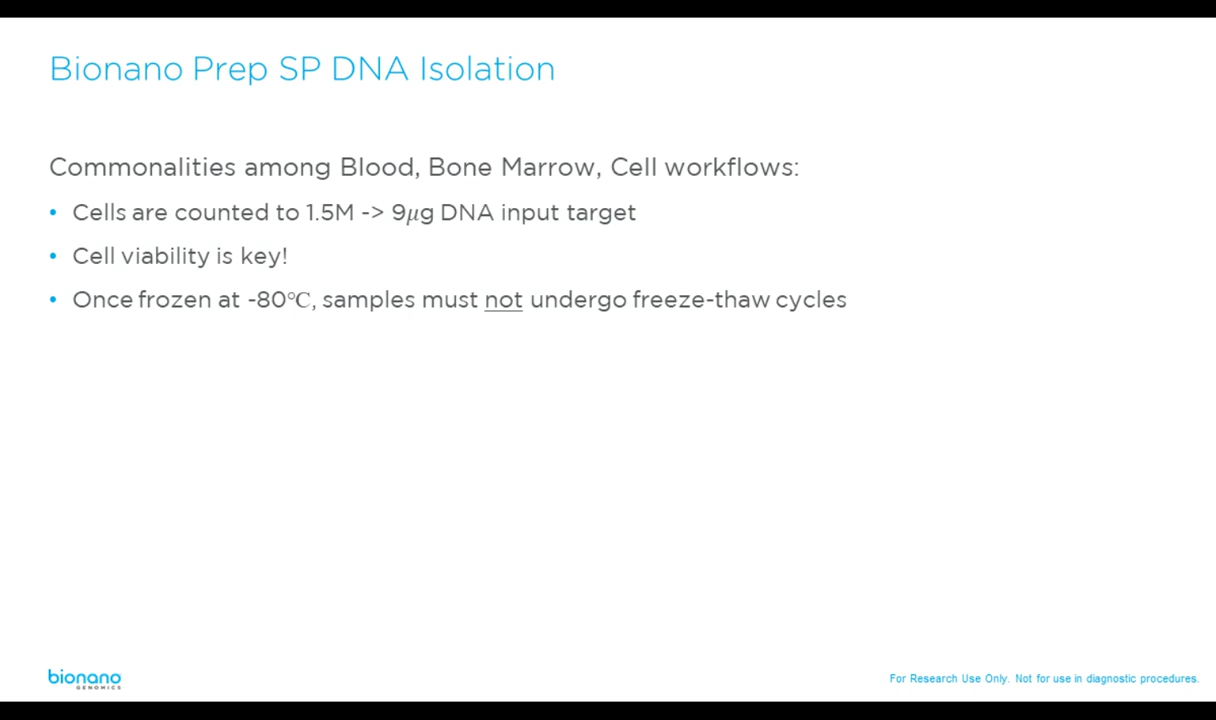 Bionano Prep SP DNA Isolation
Commonalities among Blood, Bone Marrow, Cell workflows:
• Cells are counted to 1.5M -> 9μg DNA input target
• Cell viability is key!
• Once frozen at -80℃, samples must not undergo freeze-thaw cycles
bionano
GENOMICS
For Research Use Only. Not for use in diagnostic procedures.